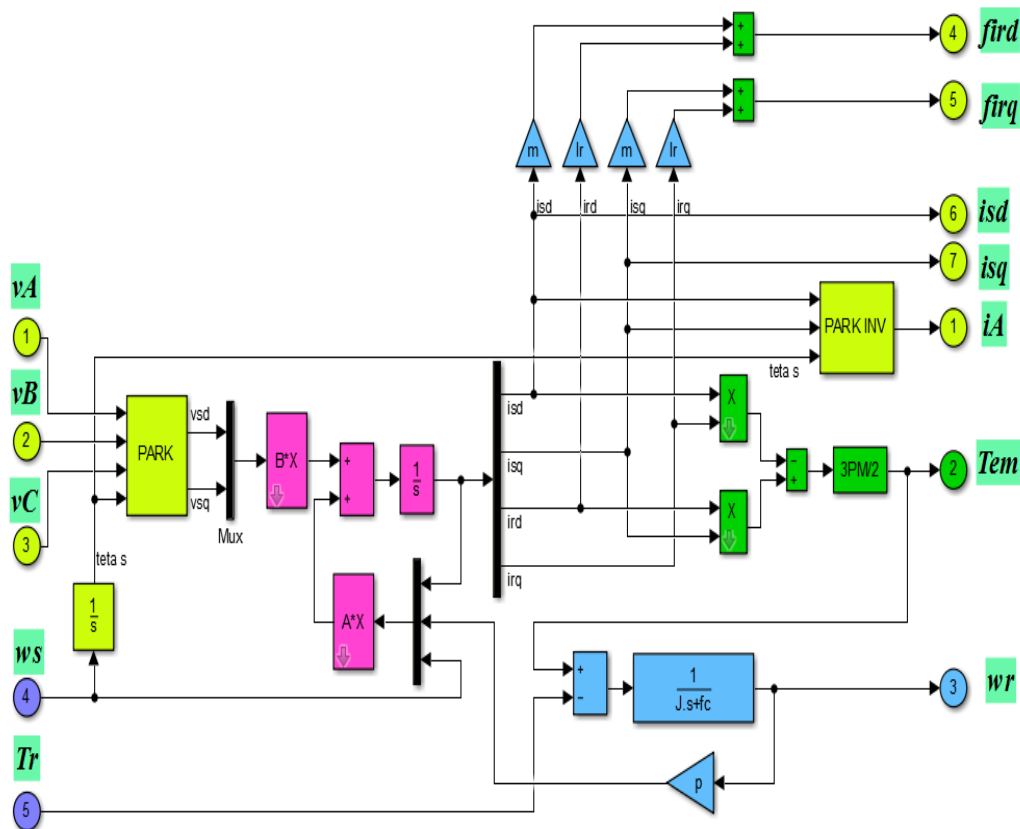 +
+
4
fird
+
+
5
firq
m
lr
m
lr
isd
ird
isq
irq
6
isd
7
isq
vA
1
PARK INV
1
iA
teta s
vB
2
PARK
vsd
vsq
Mux
B*X
+
+
1
s
isd
isq
ird
irq
X
X
−
+
3PM/2
2
Tem
vC
3
teta s
1
s
A*X
ws
4
+
−
1
J.s+fc
3
wr
Tr
5
p